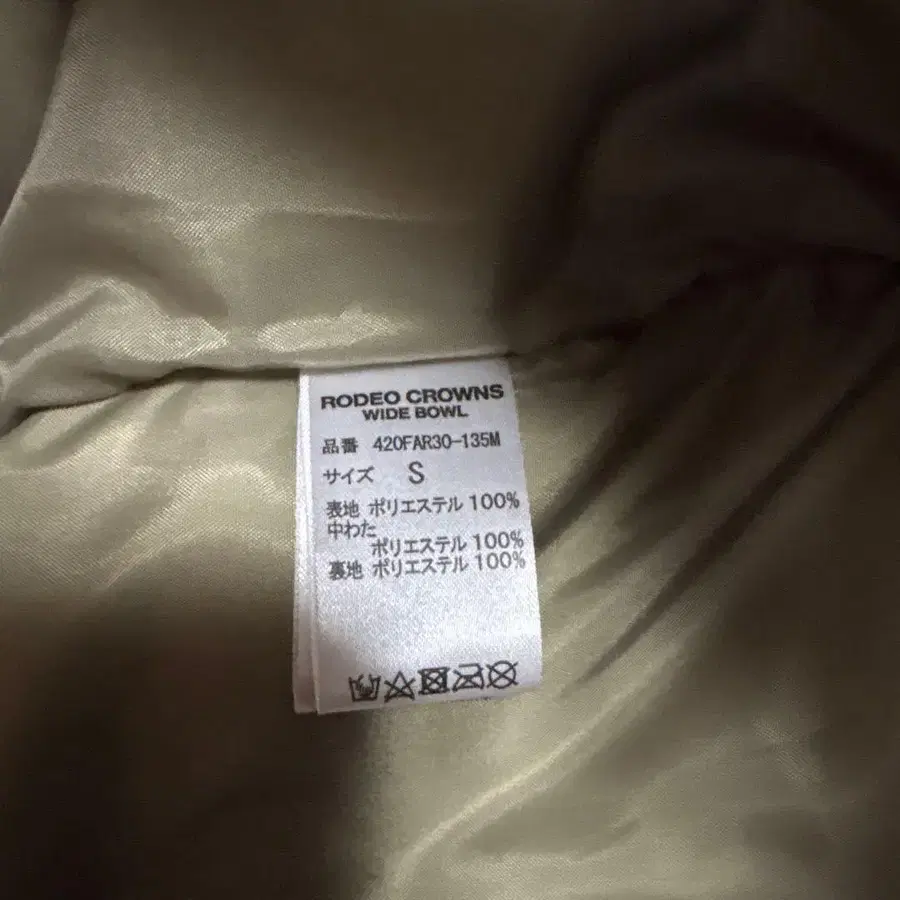 RODEO CROWNS
WIDE BOWL
品番 420FAR30-135M
サイズ S
表地 ポリエステル 100%
中わた
ポリエステル 100%
裏地 ポリエステル 100%